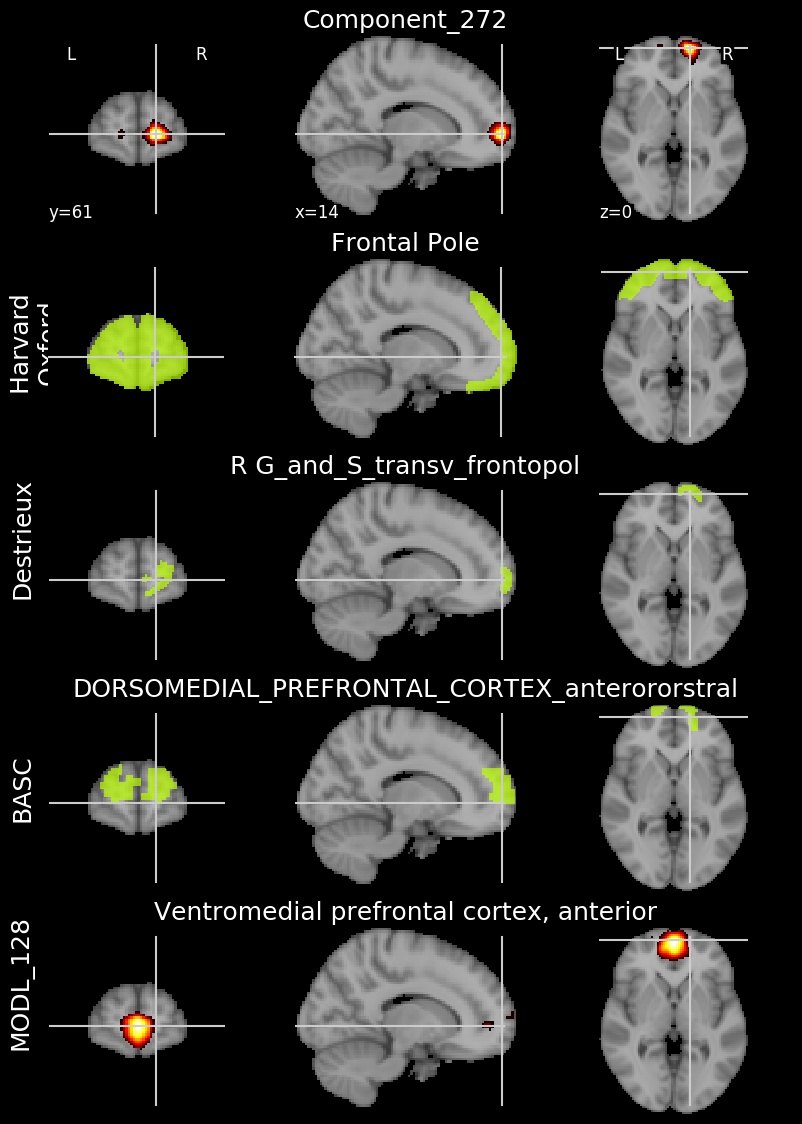 Component_272
L R
L R
y=61 x=14 z=0
Frontal Pole
Harvard
R G_and_S_transv_frontopol
Destrieux
DORSOMEDIAL_PREFRONTAL_CORTEX_anterororstral
BASC
Ventromedial prefrontal cortex, anterior
MODL_128